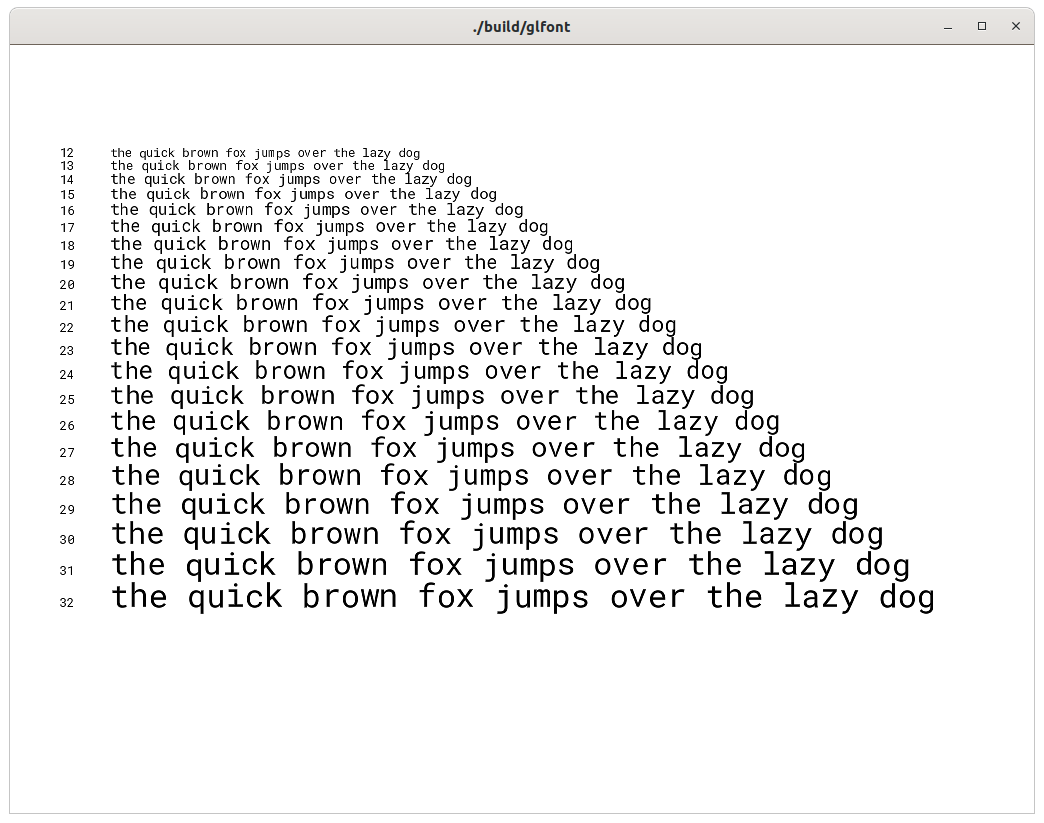 ./build/glfont
12 the quick brown fox jumps over the lazy dog
13 the quick brown fox jumps over the lazy dog
14 the quick brown fox jumps over the lazy dog
15 the quick brown fox jumps over the lazy dog
16 the quick brown fox jumps over the lazy dog
17 the quick brown fox jumps over the lazy dog
18 the quick brown fox jumps over the lazy dog
19 the quick brown fox jumps over the lazy dog
20 the quick brown fox jumps over the lazy dog
21 the quick brown fox jumps over the lazy dog
22 the quick brown fox jumps over the lazy dog
23 the quick brown fox jumps over the lazy dog
24 the quick brown fox jumps over the lazy dog
25 the quick brown fox jumps over the lazy dog
26 the quick brown fox jumps over the lazy dog
27 the quick brown fox jumps over the lazy dog
28 the quick brown fox jumps over the lazy dog
29 the quick brown fox jumps over the lazy dog
30 the quick brown fox jumps over the lazy dog
31 the quick brown fox jumps over the lazy dog
32 the quick brown fox jumps over the lazy dog